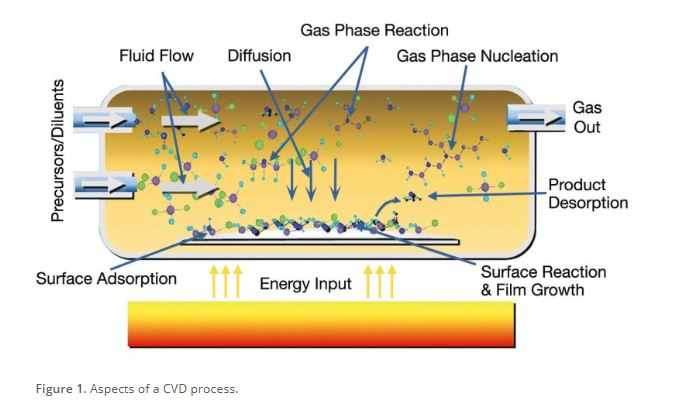 Gas Phase Reaction
Fluid Flow
Diffusion
Gas Phase Nucleation
Precursors/Diluents
Gas
Out
Product
Desorption
Surface Adsorption
Energy Input
Surface Reaction
& Film Growth
Figure 1. Aspects of a CVD process.